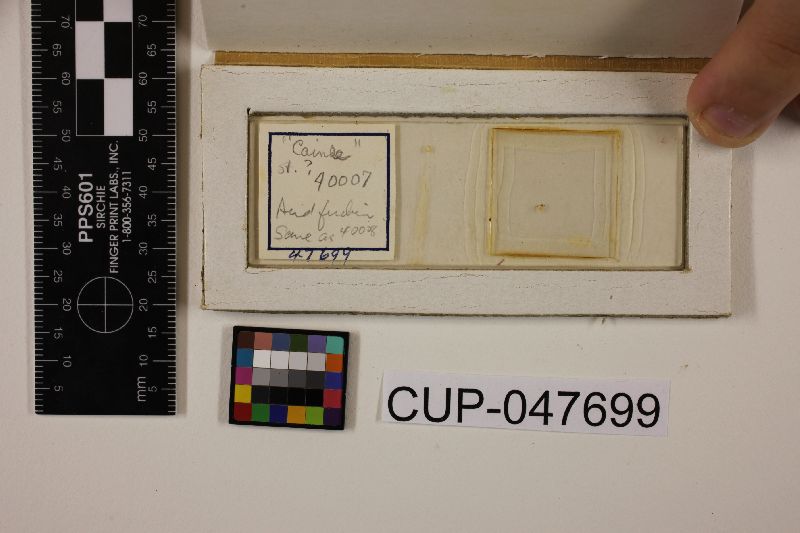 "Cainia"
st. ?
40007
Acid fuchsin
Same as 40008
47699
CUP-047699
PPS601
SIRCHIE
FINGER PRINT LABS., INC.
1-800-356-7311
mm
5
10
15
20
25
30
35
40
45
50
55
60
65
70